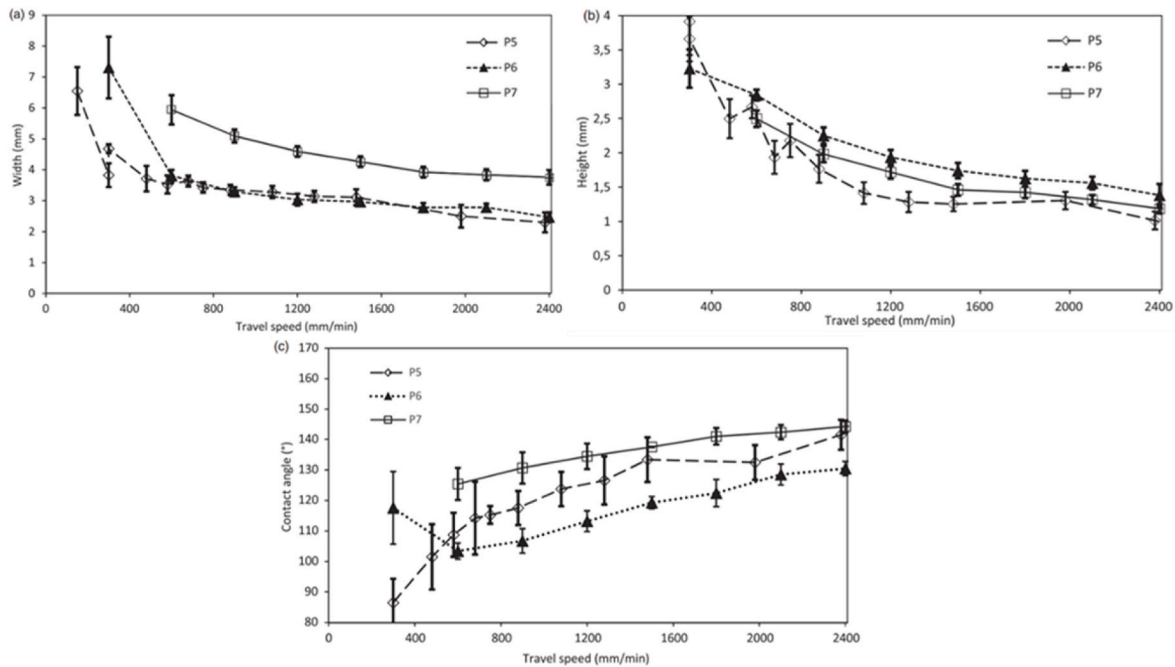 (a)
9
8
7
6
5
4
3
2
1
0
Width (mm)
P5
P6
P7
0 400 800 1200 1600 2000 2400
Travel speed (mm/min)
(b)
4
3,5
3
2,5
2
1,5
1
0,5
0
Height (mm)
P5
P6
P7
0 400 800 1200 1600 2000 2400
Travel speed (mm/min)
(c)
170
160
150
140
130
120
110
100
90
80
Contact angle (°)
P5
P6
P7
0 400 800 1200 1600 2000 2400
Travel speed (mm/min)